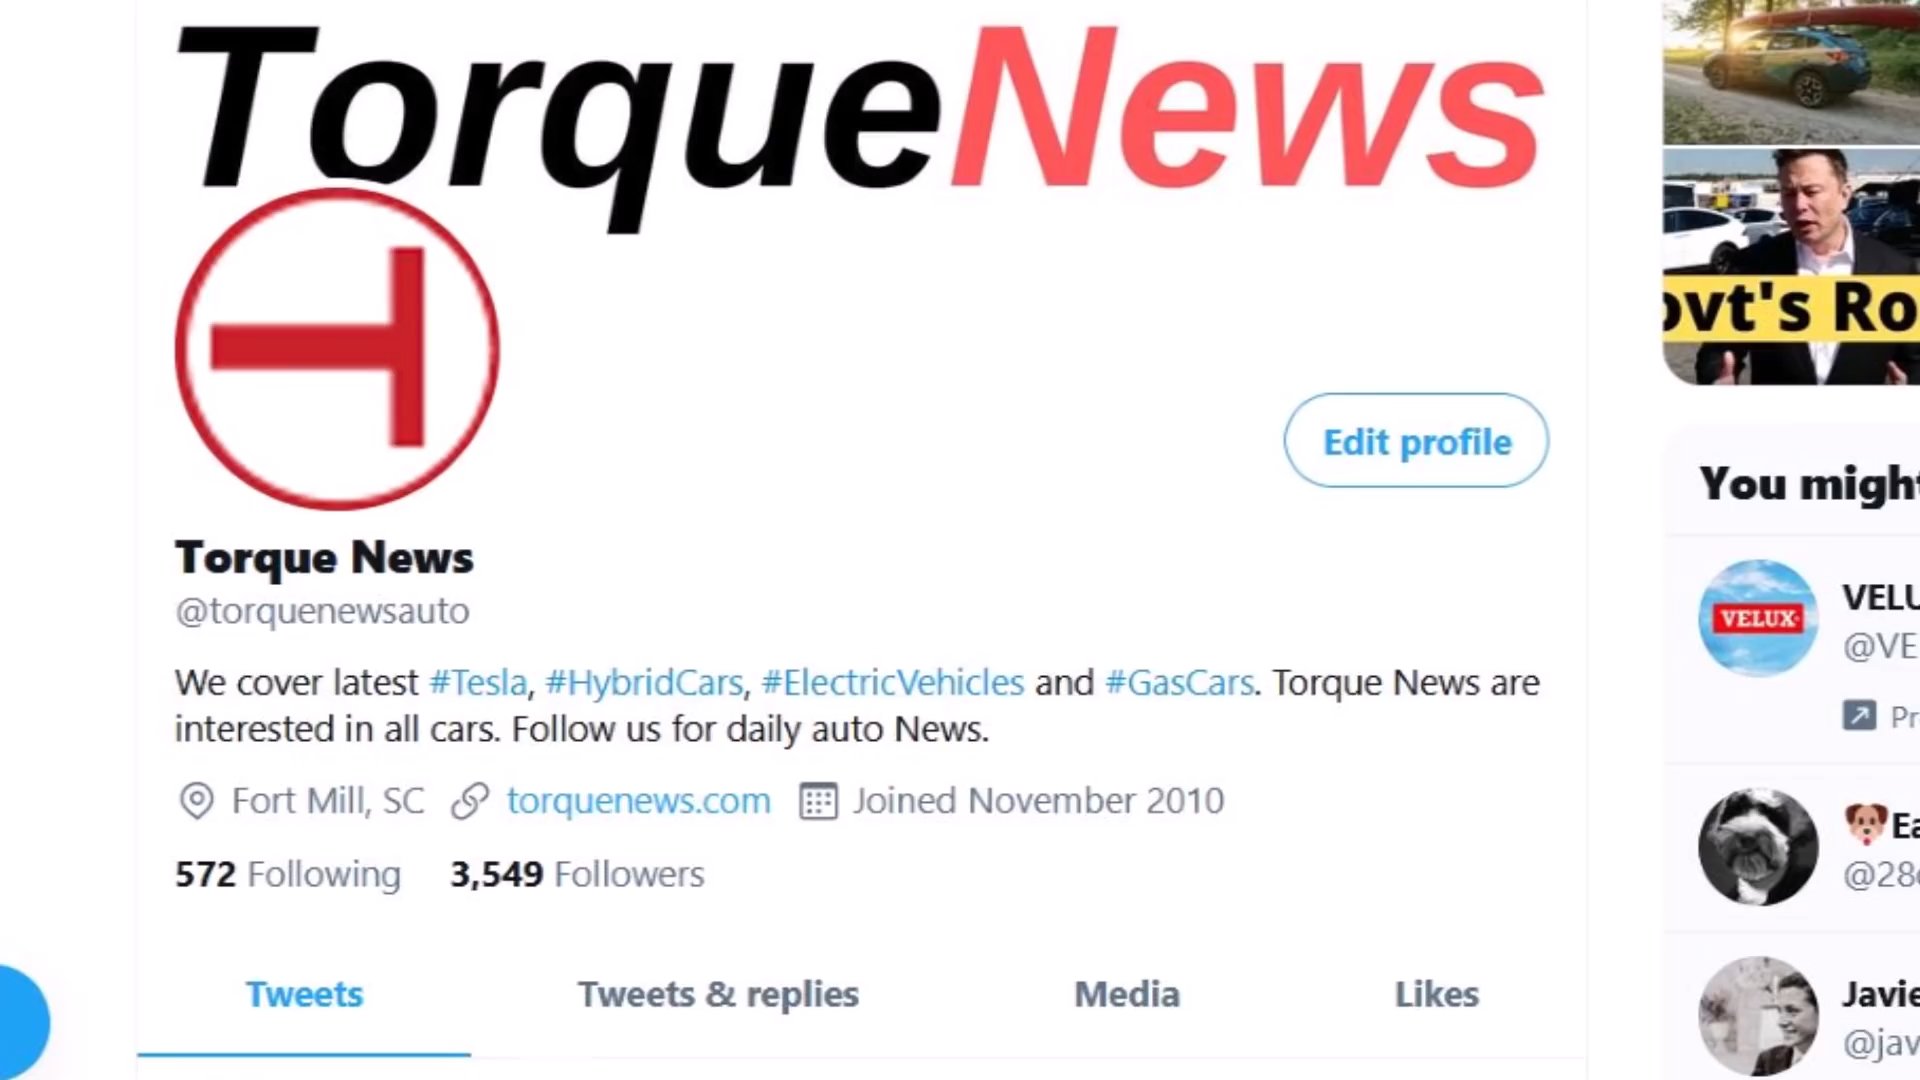 TorqueNews
T
Edit profile
Torque News
@torquenewsauto
We cover latest #Tesla, #HybridCars, #ElectricVehicles and #GasCars. Torque News are
interested in all cars. Follow us for daily auto News.
Fort Mill, SC torquenews.com Joined November 2010
572 Following 3,549 Followers
Tweets Tweets & replies Media Likes
ovt's Ro
You might
VELUX
VELU
@VE
Pr
Ea
@28
Javie
@jav